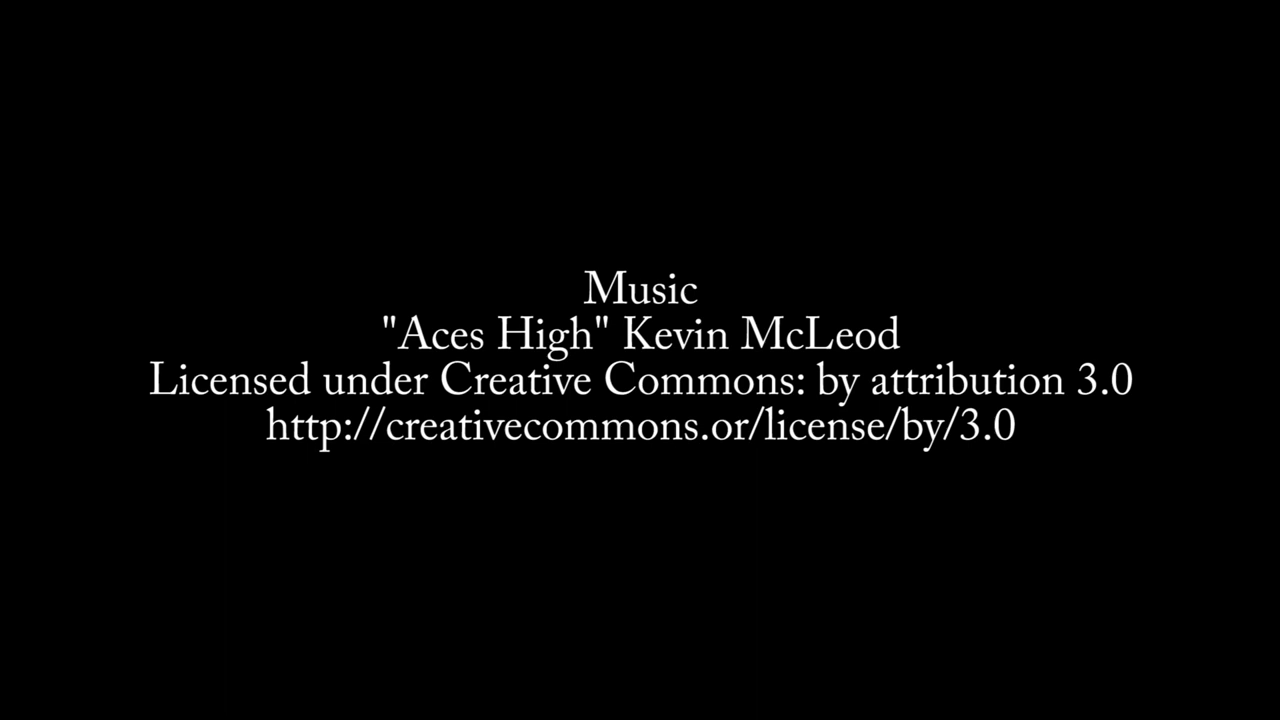 Music
"Aces High" Kevin McLeod
Licensed under Creative Commons: by attribution 3.0
http://creativecommons.or/license/by/3.0